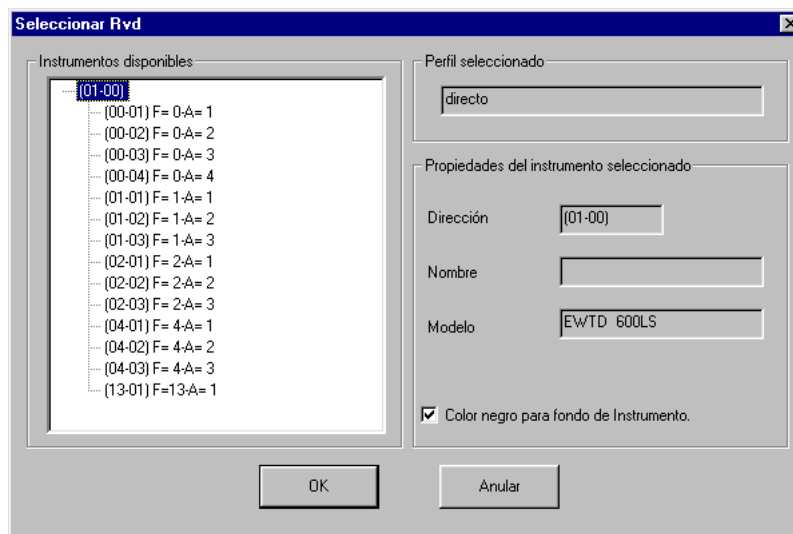 Seleccionar Rvd
Instrumentos disponibles
(01-00)
(00-01) F= 0-A= 1
(00-02) F= 0-A= 2
(00-03) F= 0-A= 3
(00-04) F= 0-A= 4
(01-01) F= 1-A= 1
(01-02) F= 1-A= 2
(01-03) F= 1-A= 3
(02-01) F= 2-A= 1
(02-02) F= 2-A= 2
(02-03) F= 2-A= 3
(04-01) F= 4-A= 1
(04-02) F= 4-A= 2
(04-03) F= 4-A= 3
(13-01) F=13-A= 1
Perfil seleccionado
directo
Propiedades del instrumento seleccionado
Dirección (01-00)
Nombre
Modelo EWTD 600LS
Color negro para fondo de Instrumento.
OK Anular